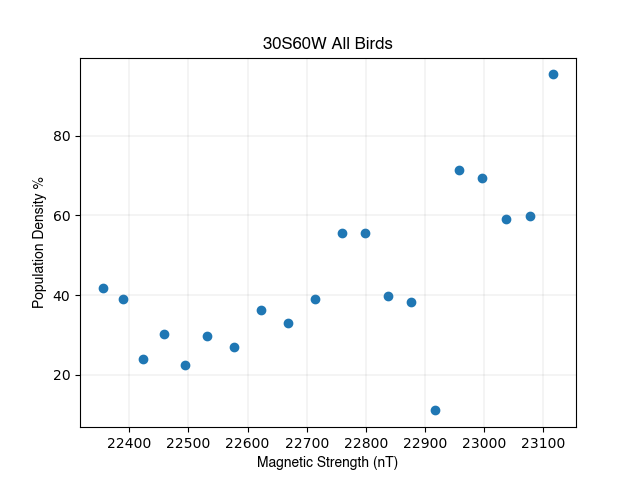 30S60W All Birds
Population Density %
80
60
40
20
22400 22500 22600 22700 22800 22900 23000 23100
Magnetic Strength (nT)